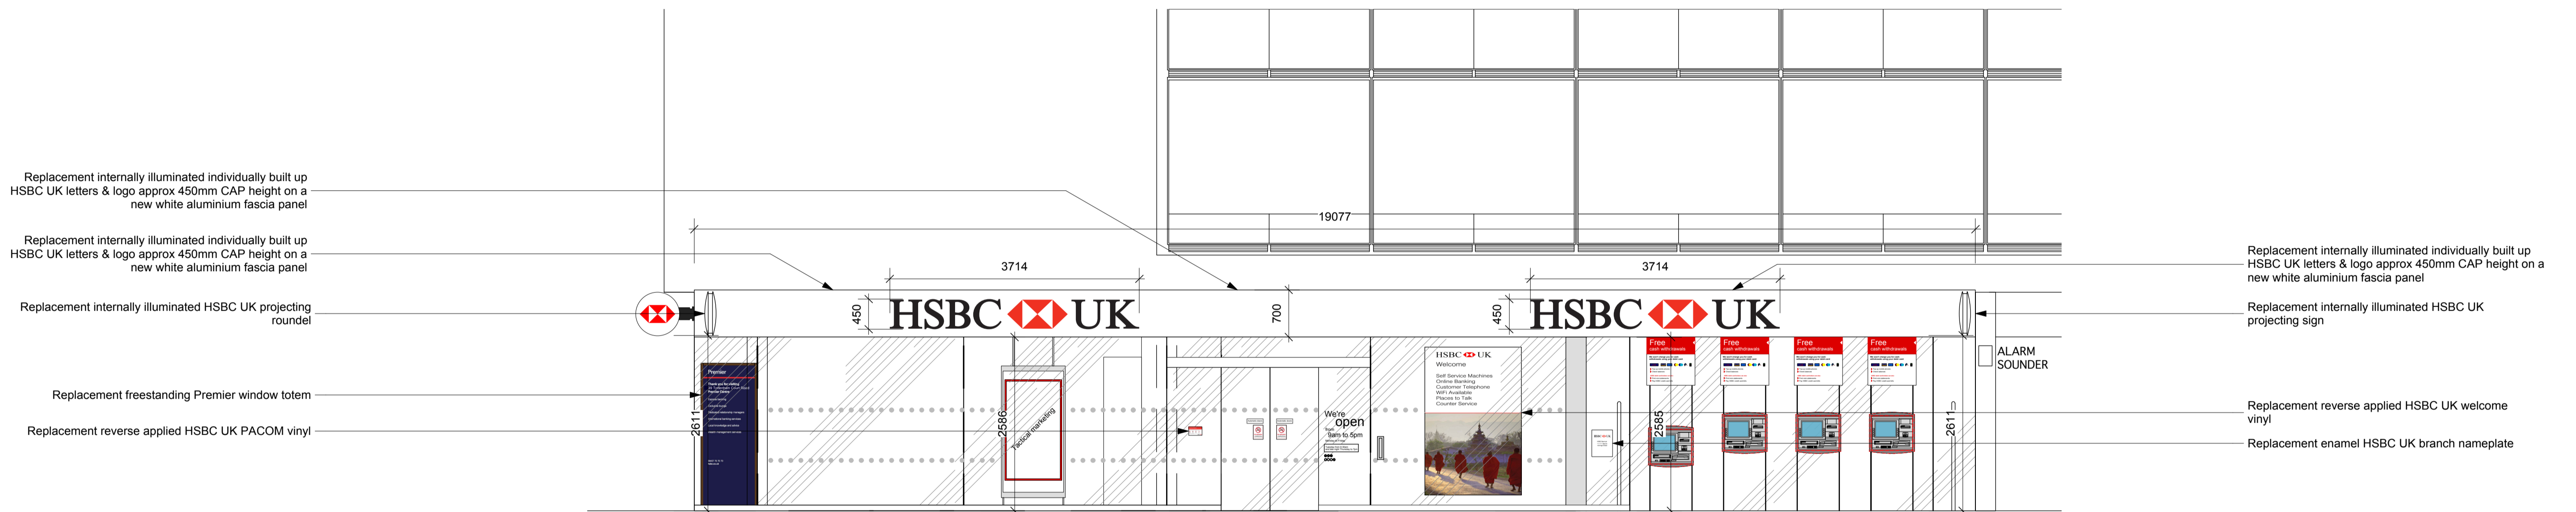 Replacement internally illuminated individually built up
HSBC UK letters & logo approx 450mm CAP height on a
new white aluminium fascia panel
Replacement internally illuminated individually built up
HSBC UK letters & logo approx 450mm CAP height on a
new white aluminium fascia panel
Replacement internally illuminated HSBC UK projecting
roundel
Replacement freestanding Premier window totem
Replacement reverse applied HSBC UK PACOM vinyl
19077
3714
3714
450
HSBC UK
700
450
HSBC UK
Premier
Thank you for visiting
2611
2586
Tactical marketing
We're
open
9am to 5pm
HSBC UK
Welcome
Self Service Machines
Online Banking
Customer Telephone
WiFi Available
Places to Talk
Counter Service
2585
Free
cash withdrawals
Free
cash withdrawals
Free
cash withdrawals
Free
cash withdrawals
2611
ALARM
SOUNDER
Replacement internally illuminated individually built up
HSBC UK letters & logo approx 450mm CAP height on a
new white aluminium fascia panel
Replacement internally illuminated HSBC UK
projecting sign
Replacement reverse applied HSBC UK welcome
vinyl
Replacement enamel HSBC UK branch nameplate